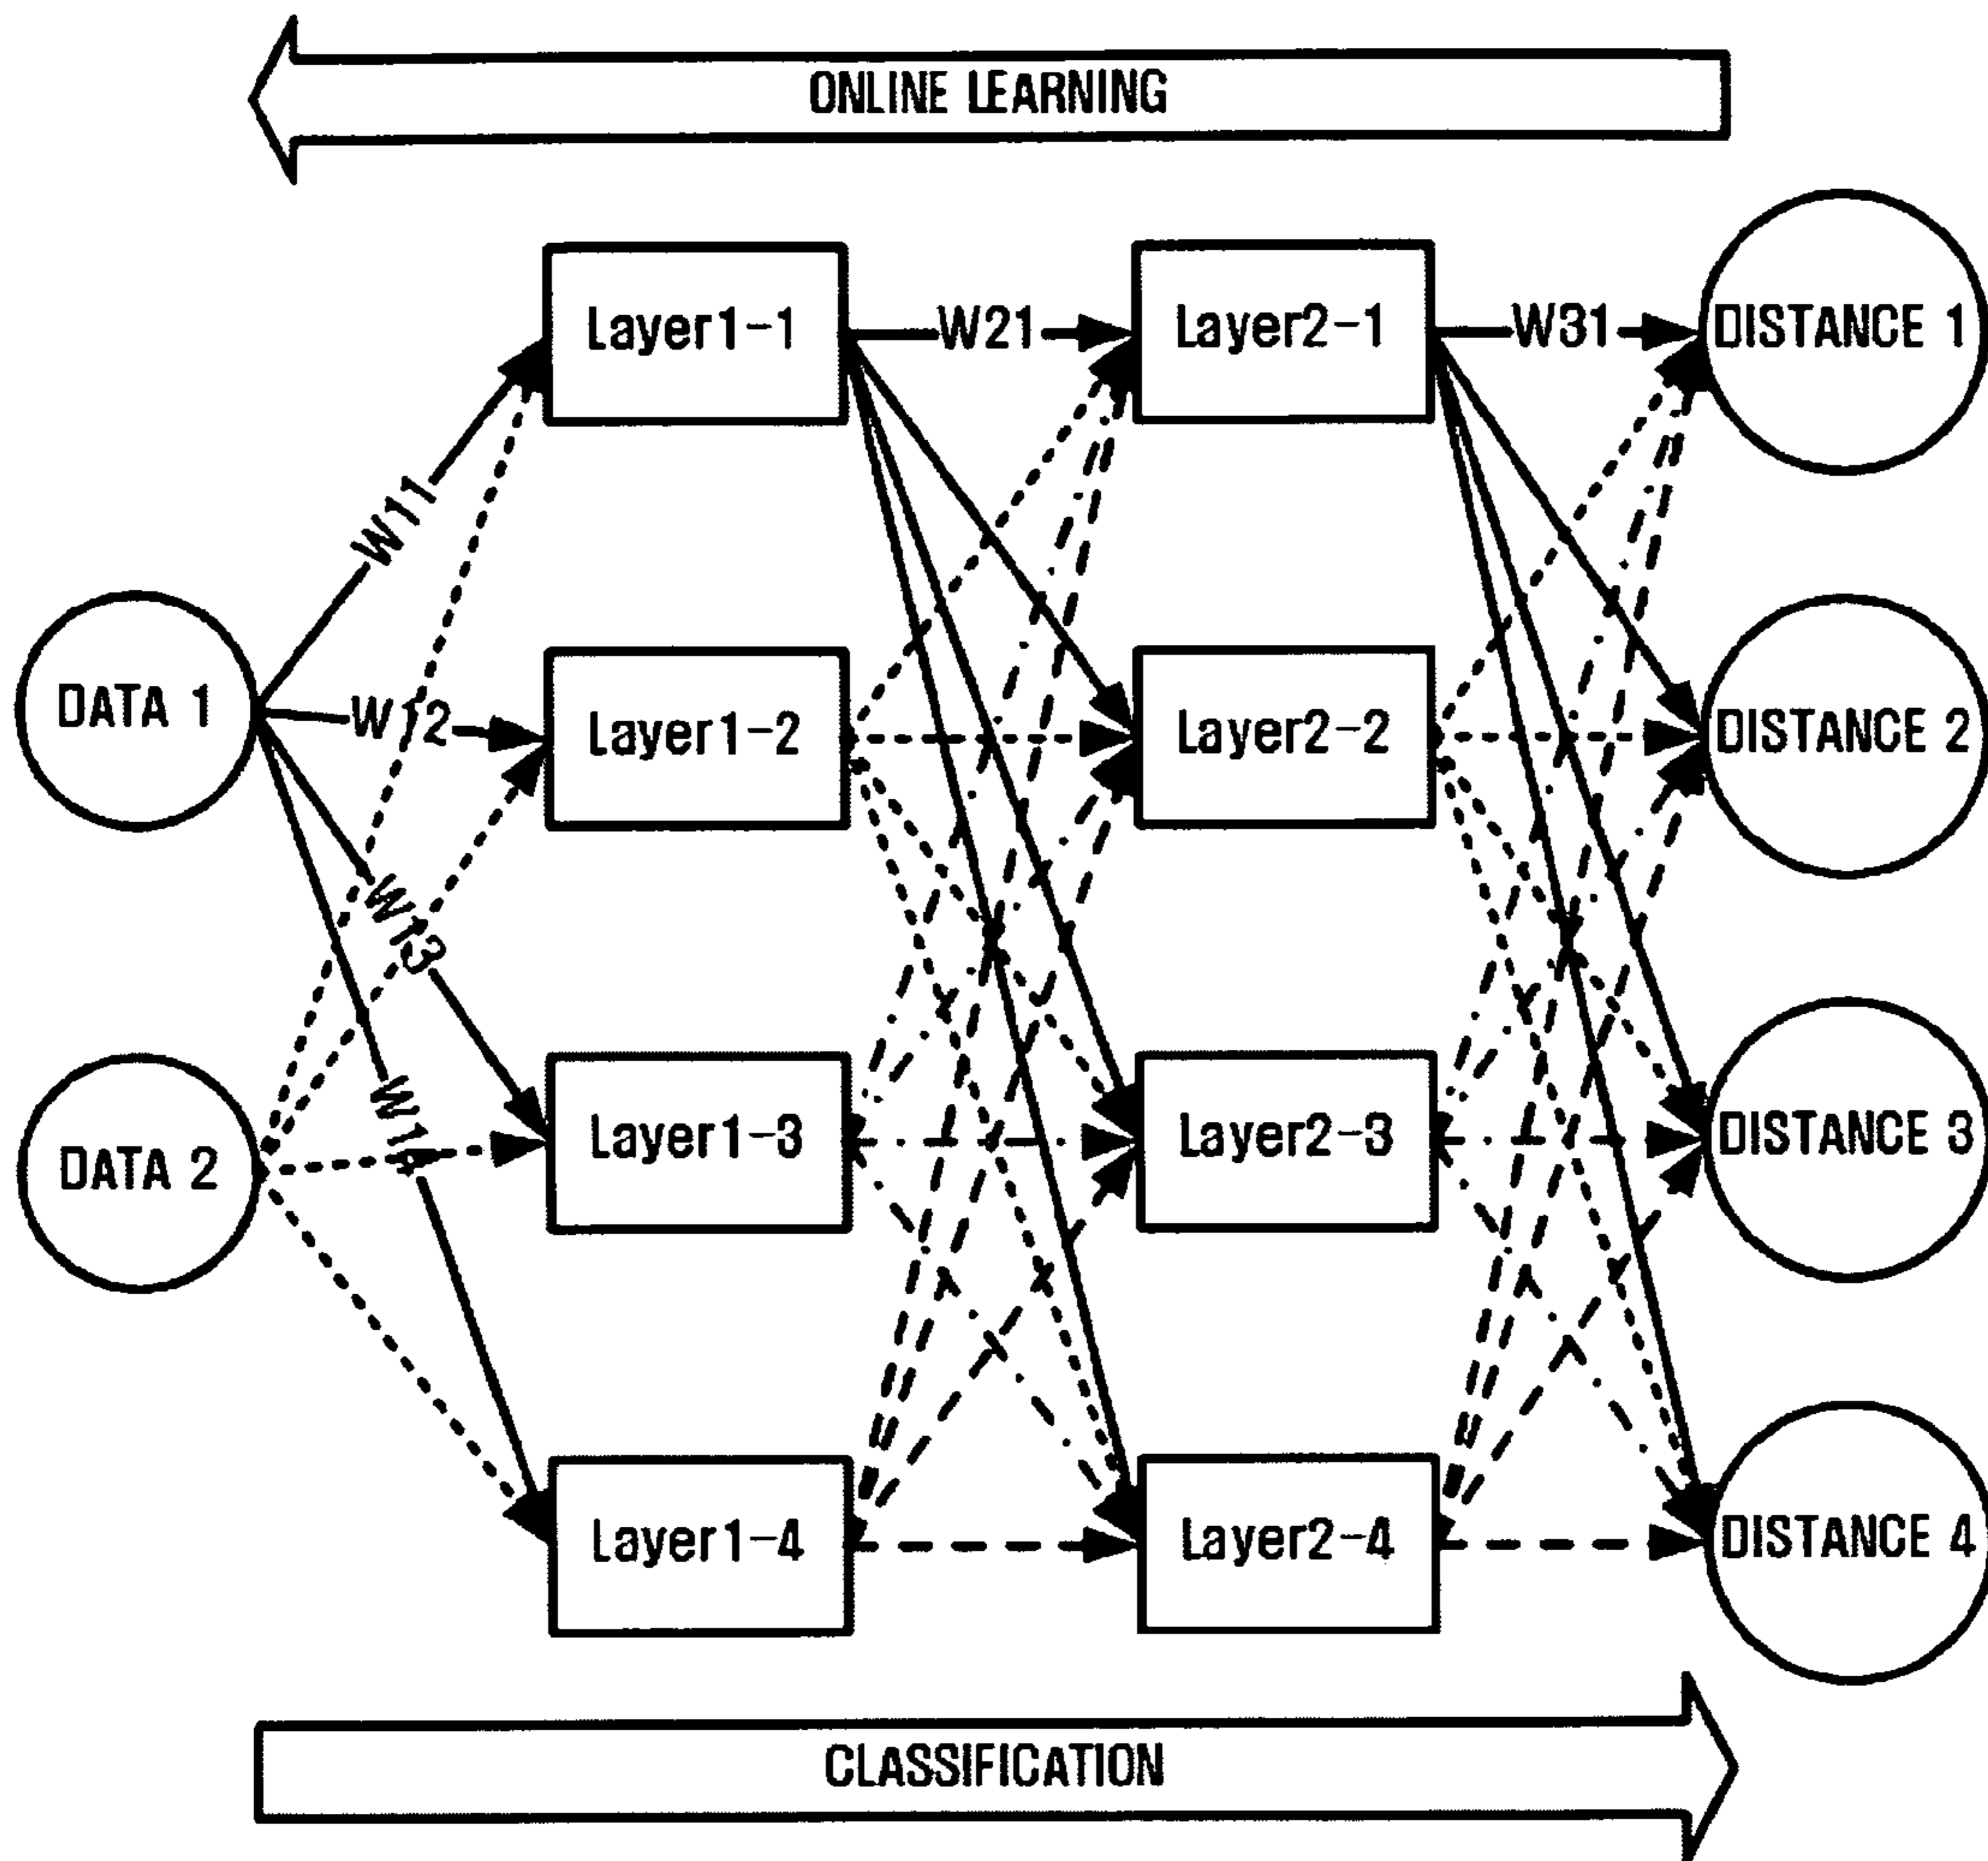 ONLINE LEARNING
Layer1-1
W21
Layer2-1
W31
DISTANCE 1
W11
DATA 1
W12
Layer1-2
Layer2-2
DISTANCE 2
W13
DATA 2
W14
Layer1-3
Layer2-3
DISTANCE 3
Layer1-4
Layer2-4
DISTANCE 4
CLASSIFICATION